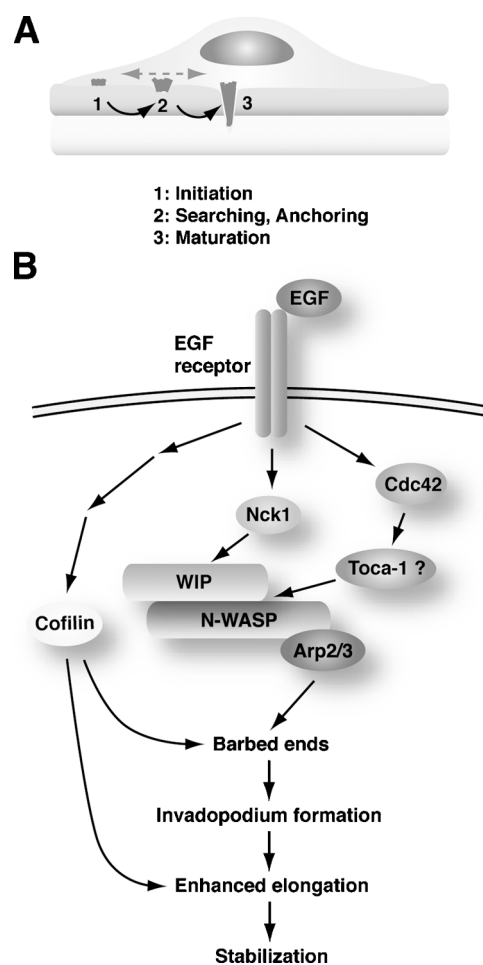 A
1
2
3
1: Initiation
2: Searching, Anchoring
3: Maturation
B
EGF
EGF
receptor
Cdc42
Nck1
Toca-1 ?
WIP
N-WASP
Cofilin
Arp2/3
Barbed ends
Invadopodium formation
Enhanced elongation
Stabilization